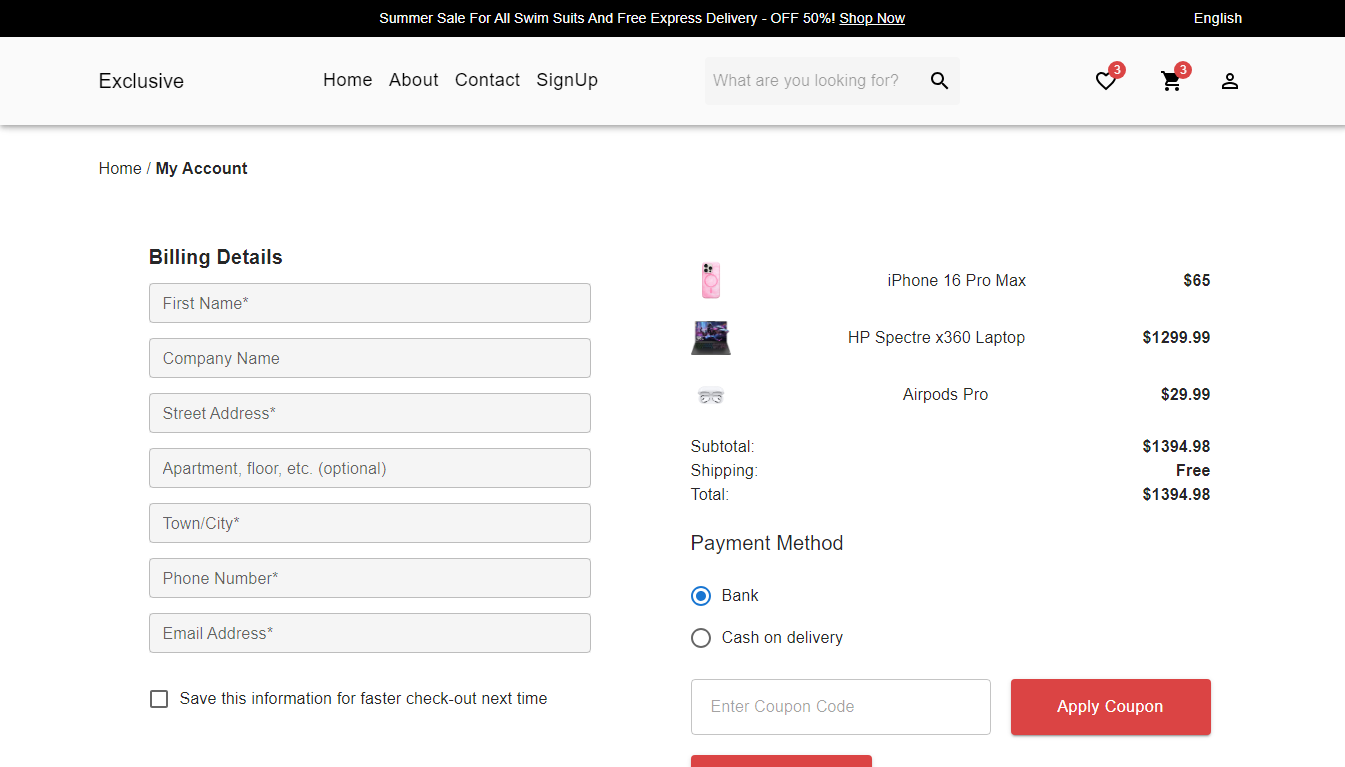 Summer Sale For All Swim Suits And Free Express Delivery - OFF 50%! Shop Now English
Exclusive Home About Contact SignUp What are you looking for? 3 3
Home / My Account
Billing Details
First Name*
Company Name
Street Address*
Apartment, floor, etc. (optional)
Town/City*
Phone Number*
Email Address*
Save this information for faster check-out next time
iPhone 16 Pro Max $65
HP Spectre x360 Laptop $1299.99
Airpods Pro $29.99
Subtotal: $1394.98
Shipping: Free
Total: $1394.98
Payment Method
Bank
Cash on delivery
Enter Coupon Code Apply Coupon